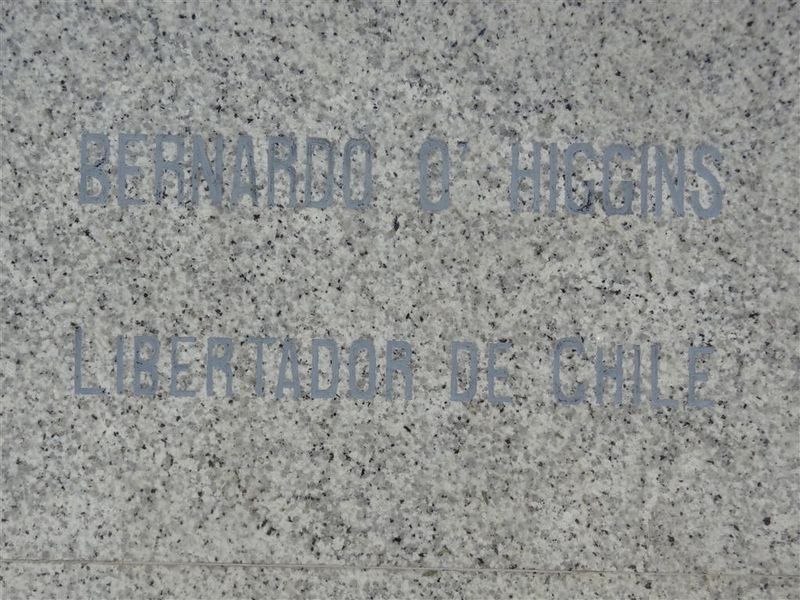 BERNARDO O' HIGGINS
LIBERTADOR DE CHILE